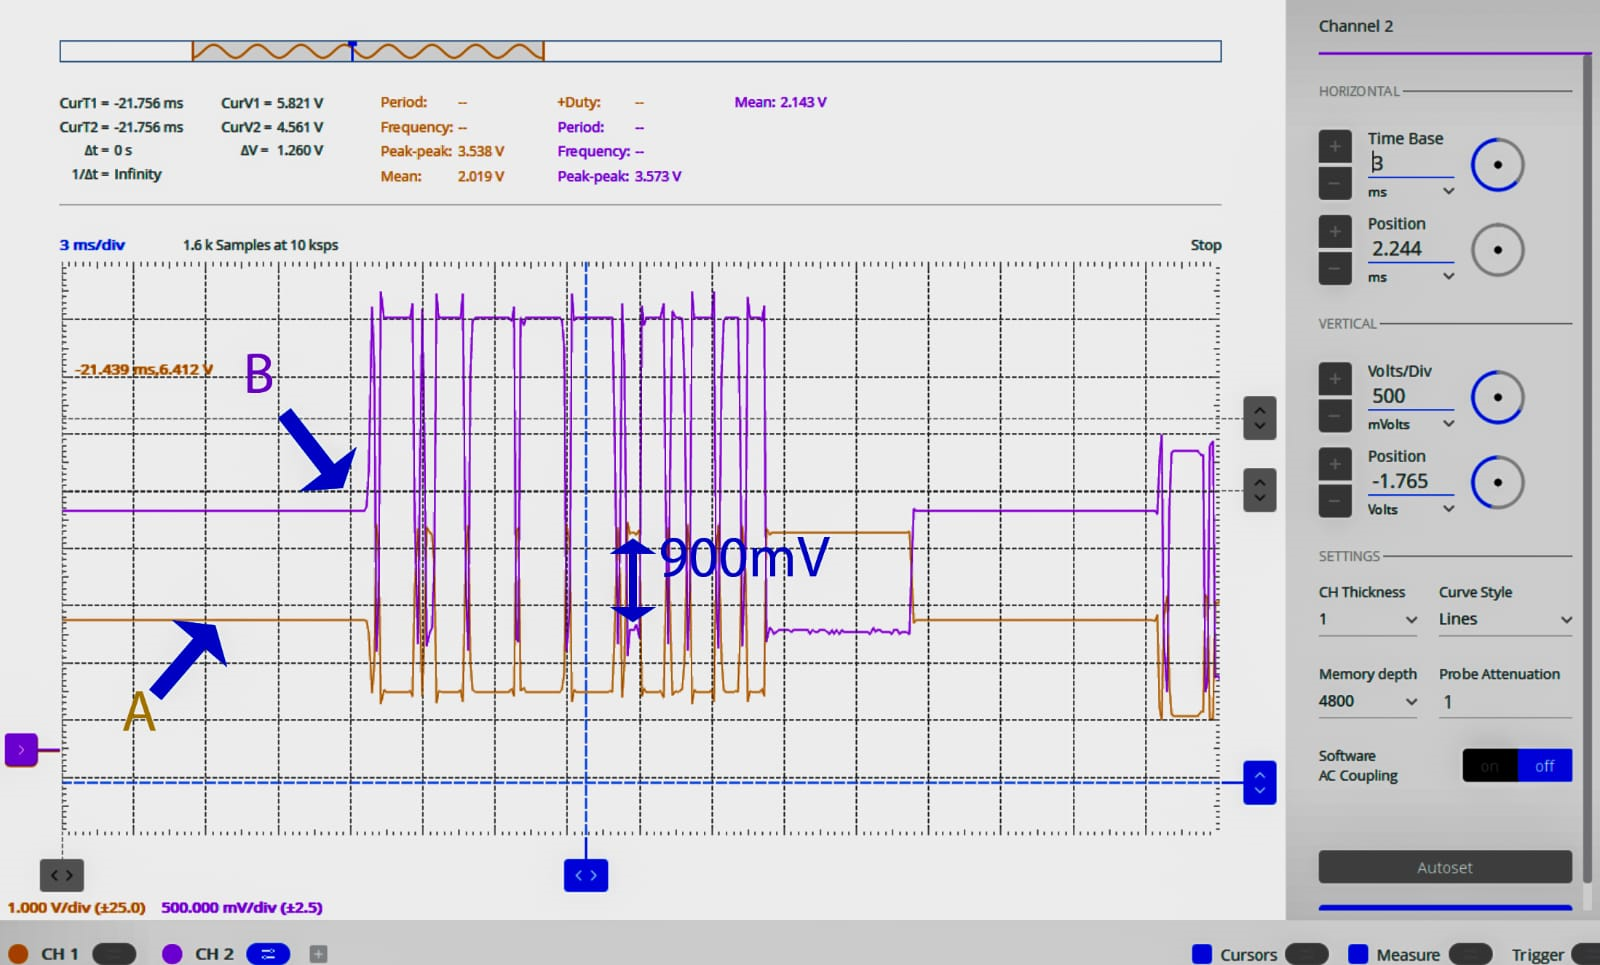 Channel 2
HORIZONTAL
CurT1 = -21.756 ms CurV1 = 5.821 V Period: -- +Duty: -- Mean: 2.143 V
CurT2 = -21.756 ms CurV2 = 4.561 V Frequency: -- Period: --
Δt = 0 s ΔV = 1.260 V Peak-peak: 3.538 V Frequency: --
1/Δt = Infinity Mean: 2.019 V Peak-peak: 3.573 V
3 ms/div 1.6 k Samples at 10 ksps Stop
-21.439 ms,6.412 V
B
900mV
A
1.000 V/div (±25.0) 500.000 mV/div (±2.5)
Time Base
3
ms
Position
2.244
ms
VERTICAL
Volts/Div
500
mVolts
Position
-1.765
Volts
SETTINGS
CH Thickness Curve Style
1 Lines
Memory depth Probe Attenuation
4800 1
Software
AC Coupling on off
Autoset
CH 1 CH 2 Cursors Measure Trigger